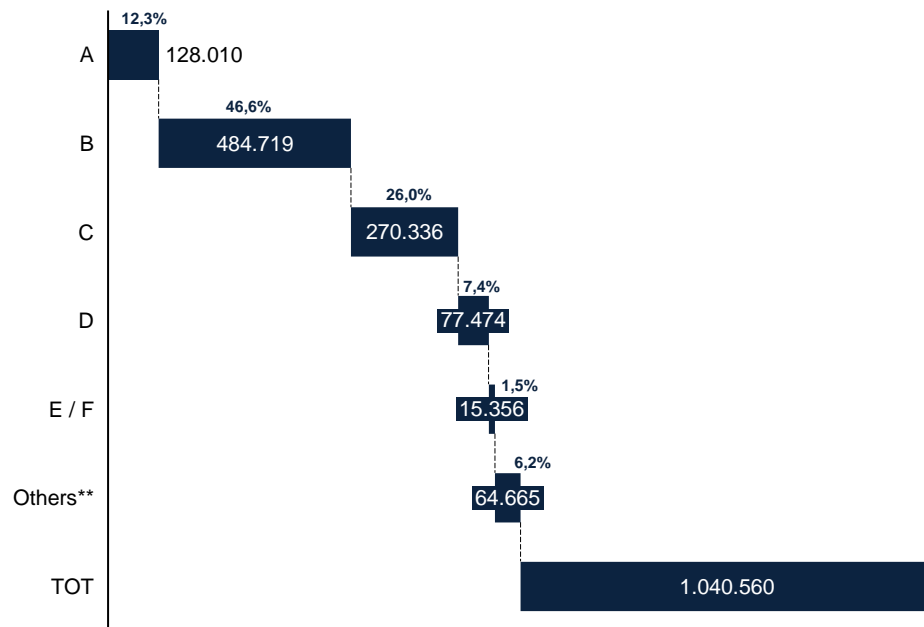 12,3%
A 128.010
46,6%
B 484.719
26,0%
C 270.336
7,4%
D 77.474
1,5%
E / F 15.356
6,2%
Others** 64.665
TOT 1.040.560